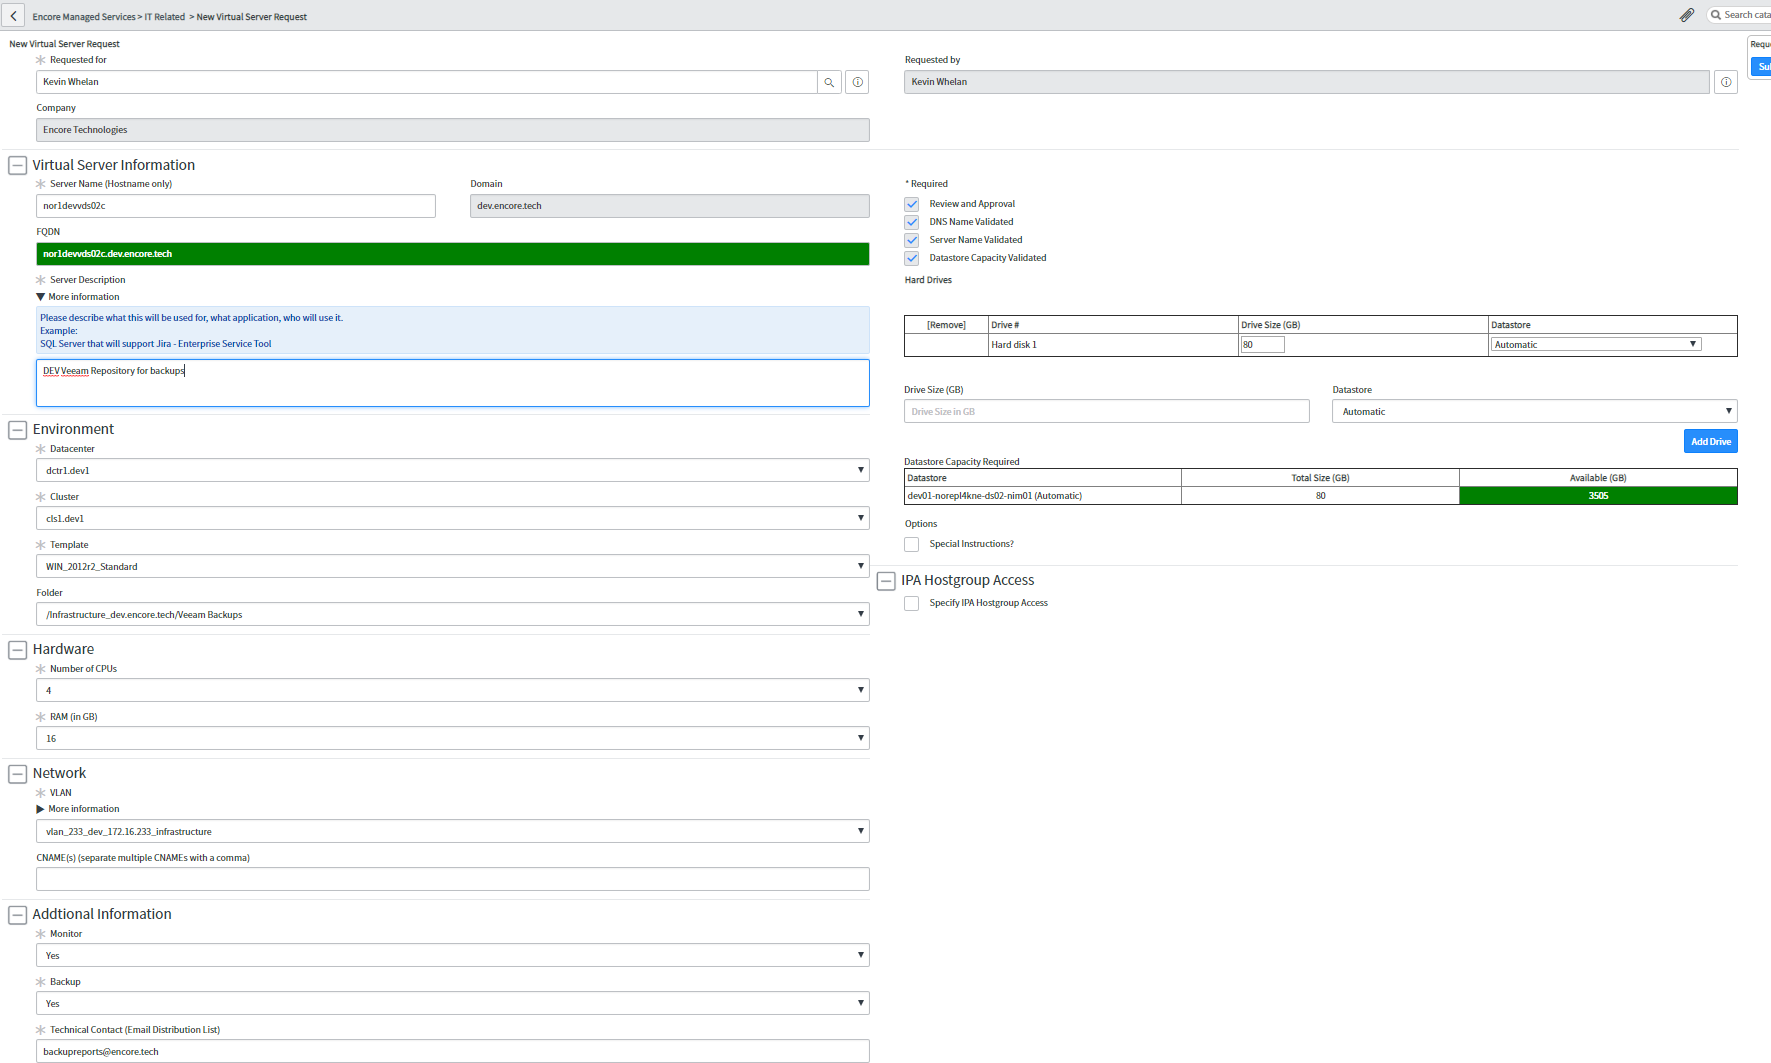 Encore Managed Services > IT Related > New Virtual Server Request
Search cata
New Virtual Server Request
Requested for
Kevin Whelan
Company
Encore Technologies
Requested by
Kevin Whelan
Requ
Su
Virtual Server Information
Server Name (Hostname only)
nor1devvds02c
Domain
dev.encore.tech
FQDN
nor1devvds02c.dev.encore.tech
Server Description
More information
Please describe what this will be used for, what application, who will use it.
Example:
SQL Server that will support Jira - Enterprise Service Tool
DEV Veeam Repository for backups
Environment
Datacenter
dctr1.dev1
Cluster
cls1.dev1
Template
WIN_2012r2_Standard
Folder
/Infrastructure_dev.encore.tech/Veeam Backups
Hardware
Number of CPUs
4
RAM (in GB)
16
Network
VLAN
More information
vlan_233_dev_172.16.233_infrastructure
CNAME(s) (separate multiple CNAMEs with a comma)
Addtional Information
Monitor
Yes
Backup
Yes
Technical Contact (Email Distribution List)
backupreports@encore.tech
* Required
Review and Approval
DNS Name Validated
Server Name Validated
Datastore Capacity Validated
Hard Drives
[Remove] Drive # Drive Size (GB) Datastore
Hard disk 1 80 Automatic
Drive Size (GB)
Drive Size in GB
Datastore
Automatic
Add Drive
Datastore Capacity Required
Datastore Total Size (GB) Available (GB)
dev01-norepl4kne-ds02-nim01 (Automatic) 80 3505
Options
Special Instructions?
IPA Hostgroup Access
Specify IPA Hostgroup Access